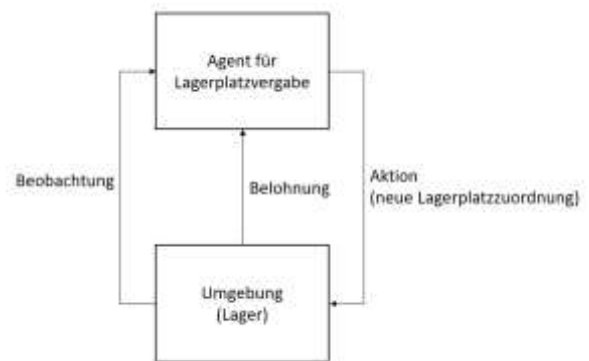 Agent für
Lagerplatzvergabe
Beobachtung
Belohnung
Aktion
(neue Lagerplatzzuordnung)
Umgebung
(Lager)